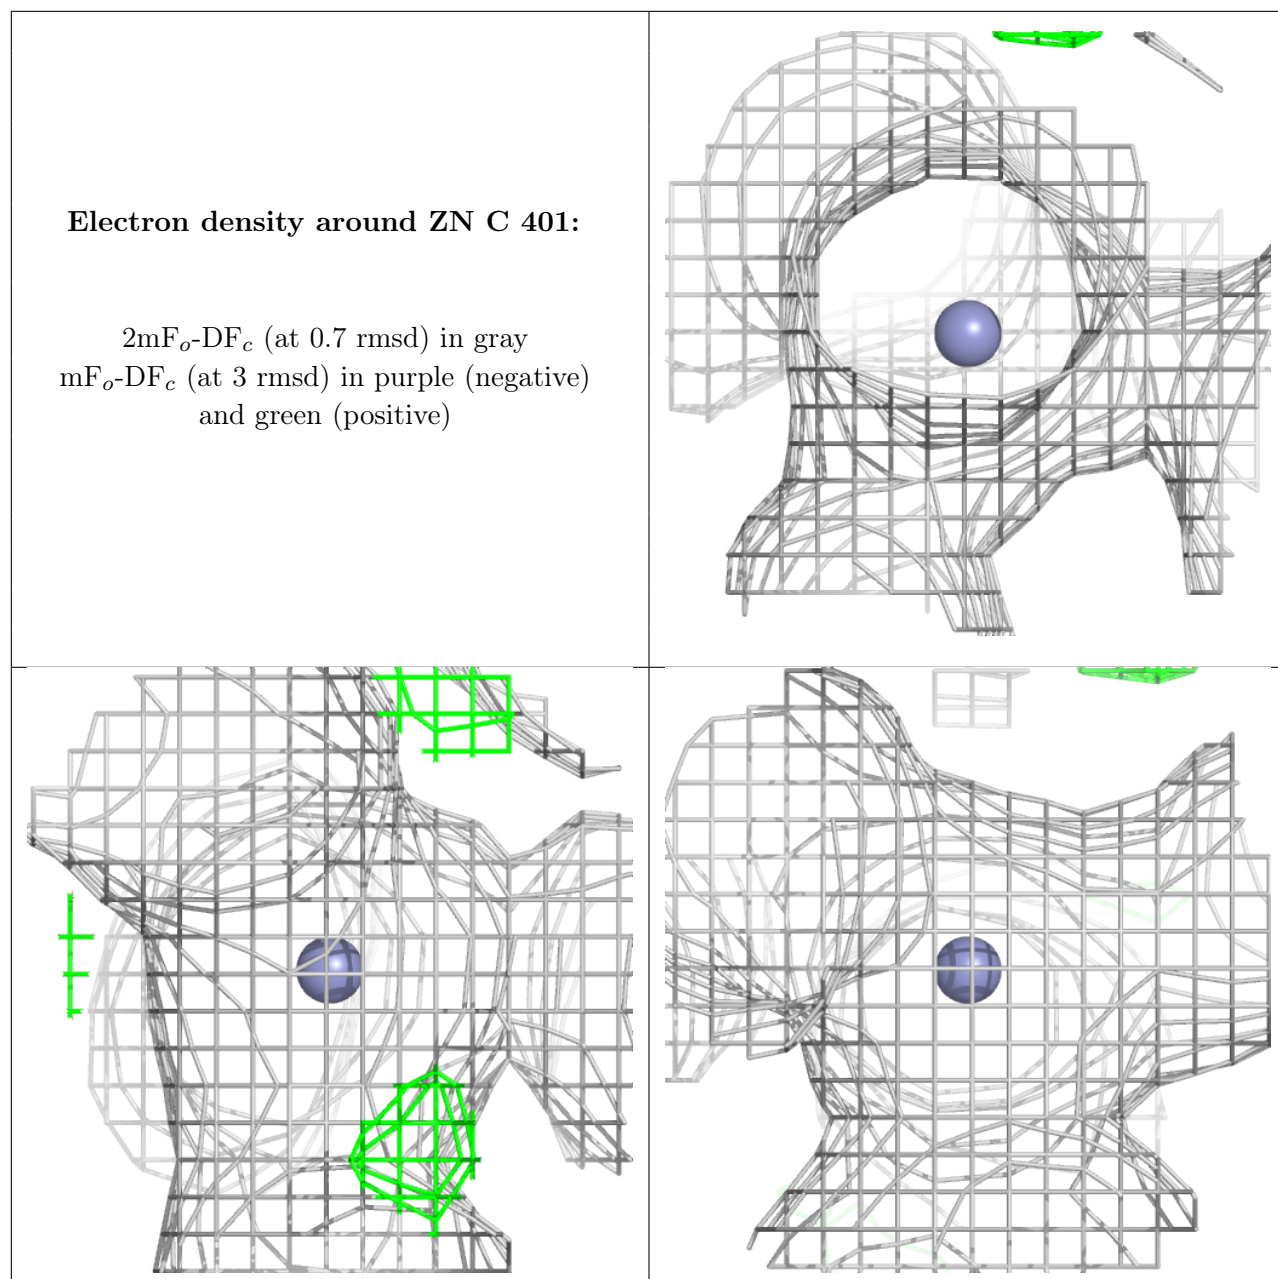 Electron density around ZN C 401:
2mFo-DFc (at 0.7 rmsd) in gray
mFo-DFc (at 3 rmsd) in purple (negative)
and green (positive)